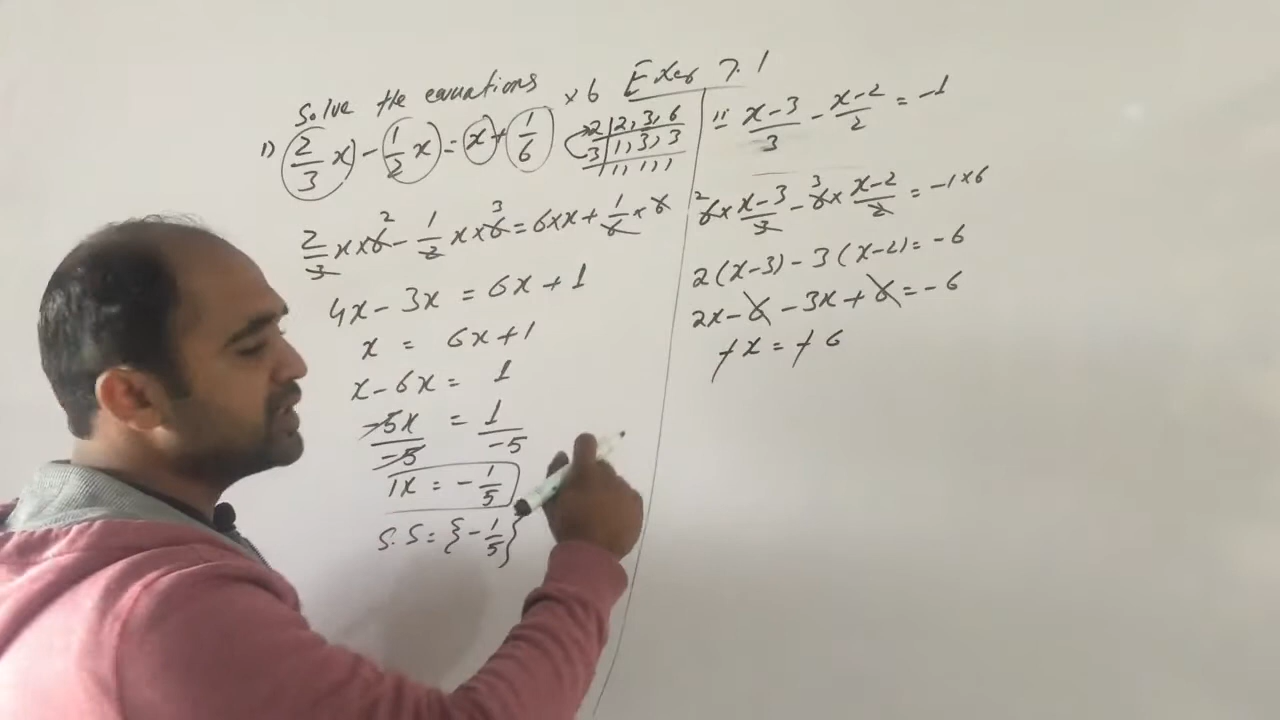 Solve the equations ×6 Exer 7.1
i) 2/3 x - 1/2 x = x + 1/6
2 | 2, 3, 6
3 | 1, 3, 3
1, 1, 1
2/3 x × 6 2 - 1/2 x × 6 3 = 6 × x + 1/6 × 6
4x - 3x = 6x + 1
x = 6x + 1
x - 6x = 1
-5x/-5 = 1/-5
1x = - 1/5
S.S = {- 1/5}
ii x-3/3 - x-2/2 = -1
2 6 × x-3/3 - 3 6 × x-2/2 = -1 × 6
2(x-3) - 3(x-2) = -6
2x - 6 - 3x + 6 = -6
-x = -6